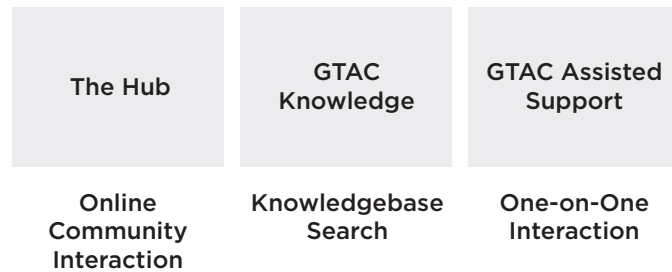 The Hub
GTAC
Knowledge
GTAC Assisted
Support
Online
Community
Interaction
Knowledgebase
Search
One-on-One
Interaction